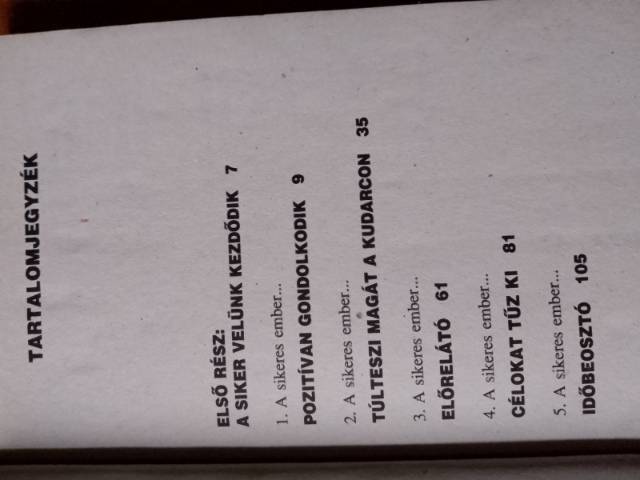 TARTALOMJEGYZÉK
ELSŐ RÉSZ:
A SIKER VELÜNK KEZDŐDIK 7
1. A sikeres ember...
POZITÍVAN GONDOLKODIK 9
2. A sikeres ember...
TÚLTESZI MAGÁT A KUDARCON 35
3. A sikeres ember...
ELŐRELÁTÓ 61
4. A sikeres ember...
CÉLOKAT TŰZ KI 81
5. A sikeres ember...
IDŐBEOSZTÓ 105